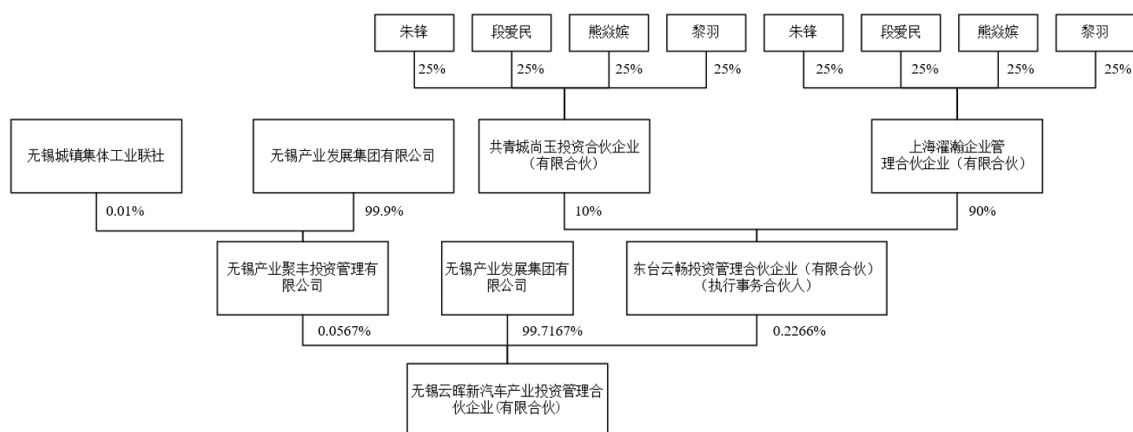 朱锋
段爱民
熊焱嫔
黎羽
朱锋
段爱民
熊焱嫔
黎羽
25%
25%
25%
25%
25%
25%
25%
25%
无锡城镇集体工业联社
无锡产业发展集团有限公司
共青城尚玉投资合伙企业
（有限合伙）
上海濯瀚企业管
理合伙企业（有限合伙）
0.01%
99.9%
10%
90%
无锡产业聚丰投资管理有
限公司
无锡产业发展集团有
限公司
东台云畅投资管理合伙企业（有限合伙）
（执行事务合伙人）
0.0567%
99.7167%
0.2266%
无锡云晖新汽车产业投资管理合
伙企业(有限合伙)